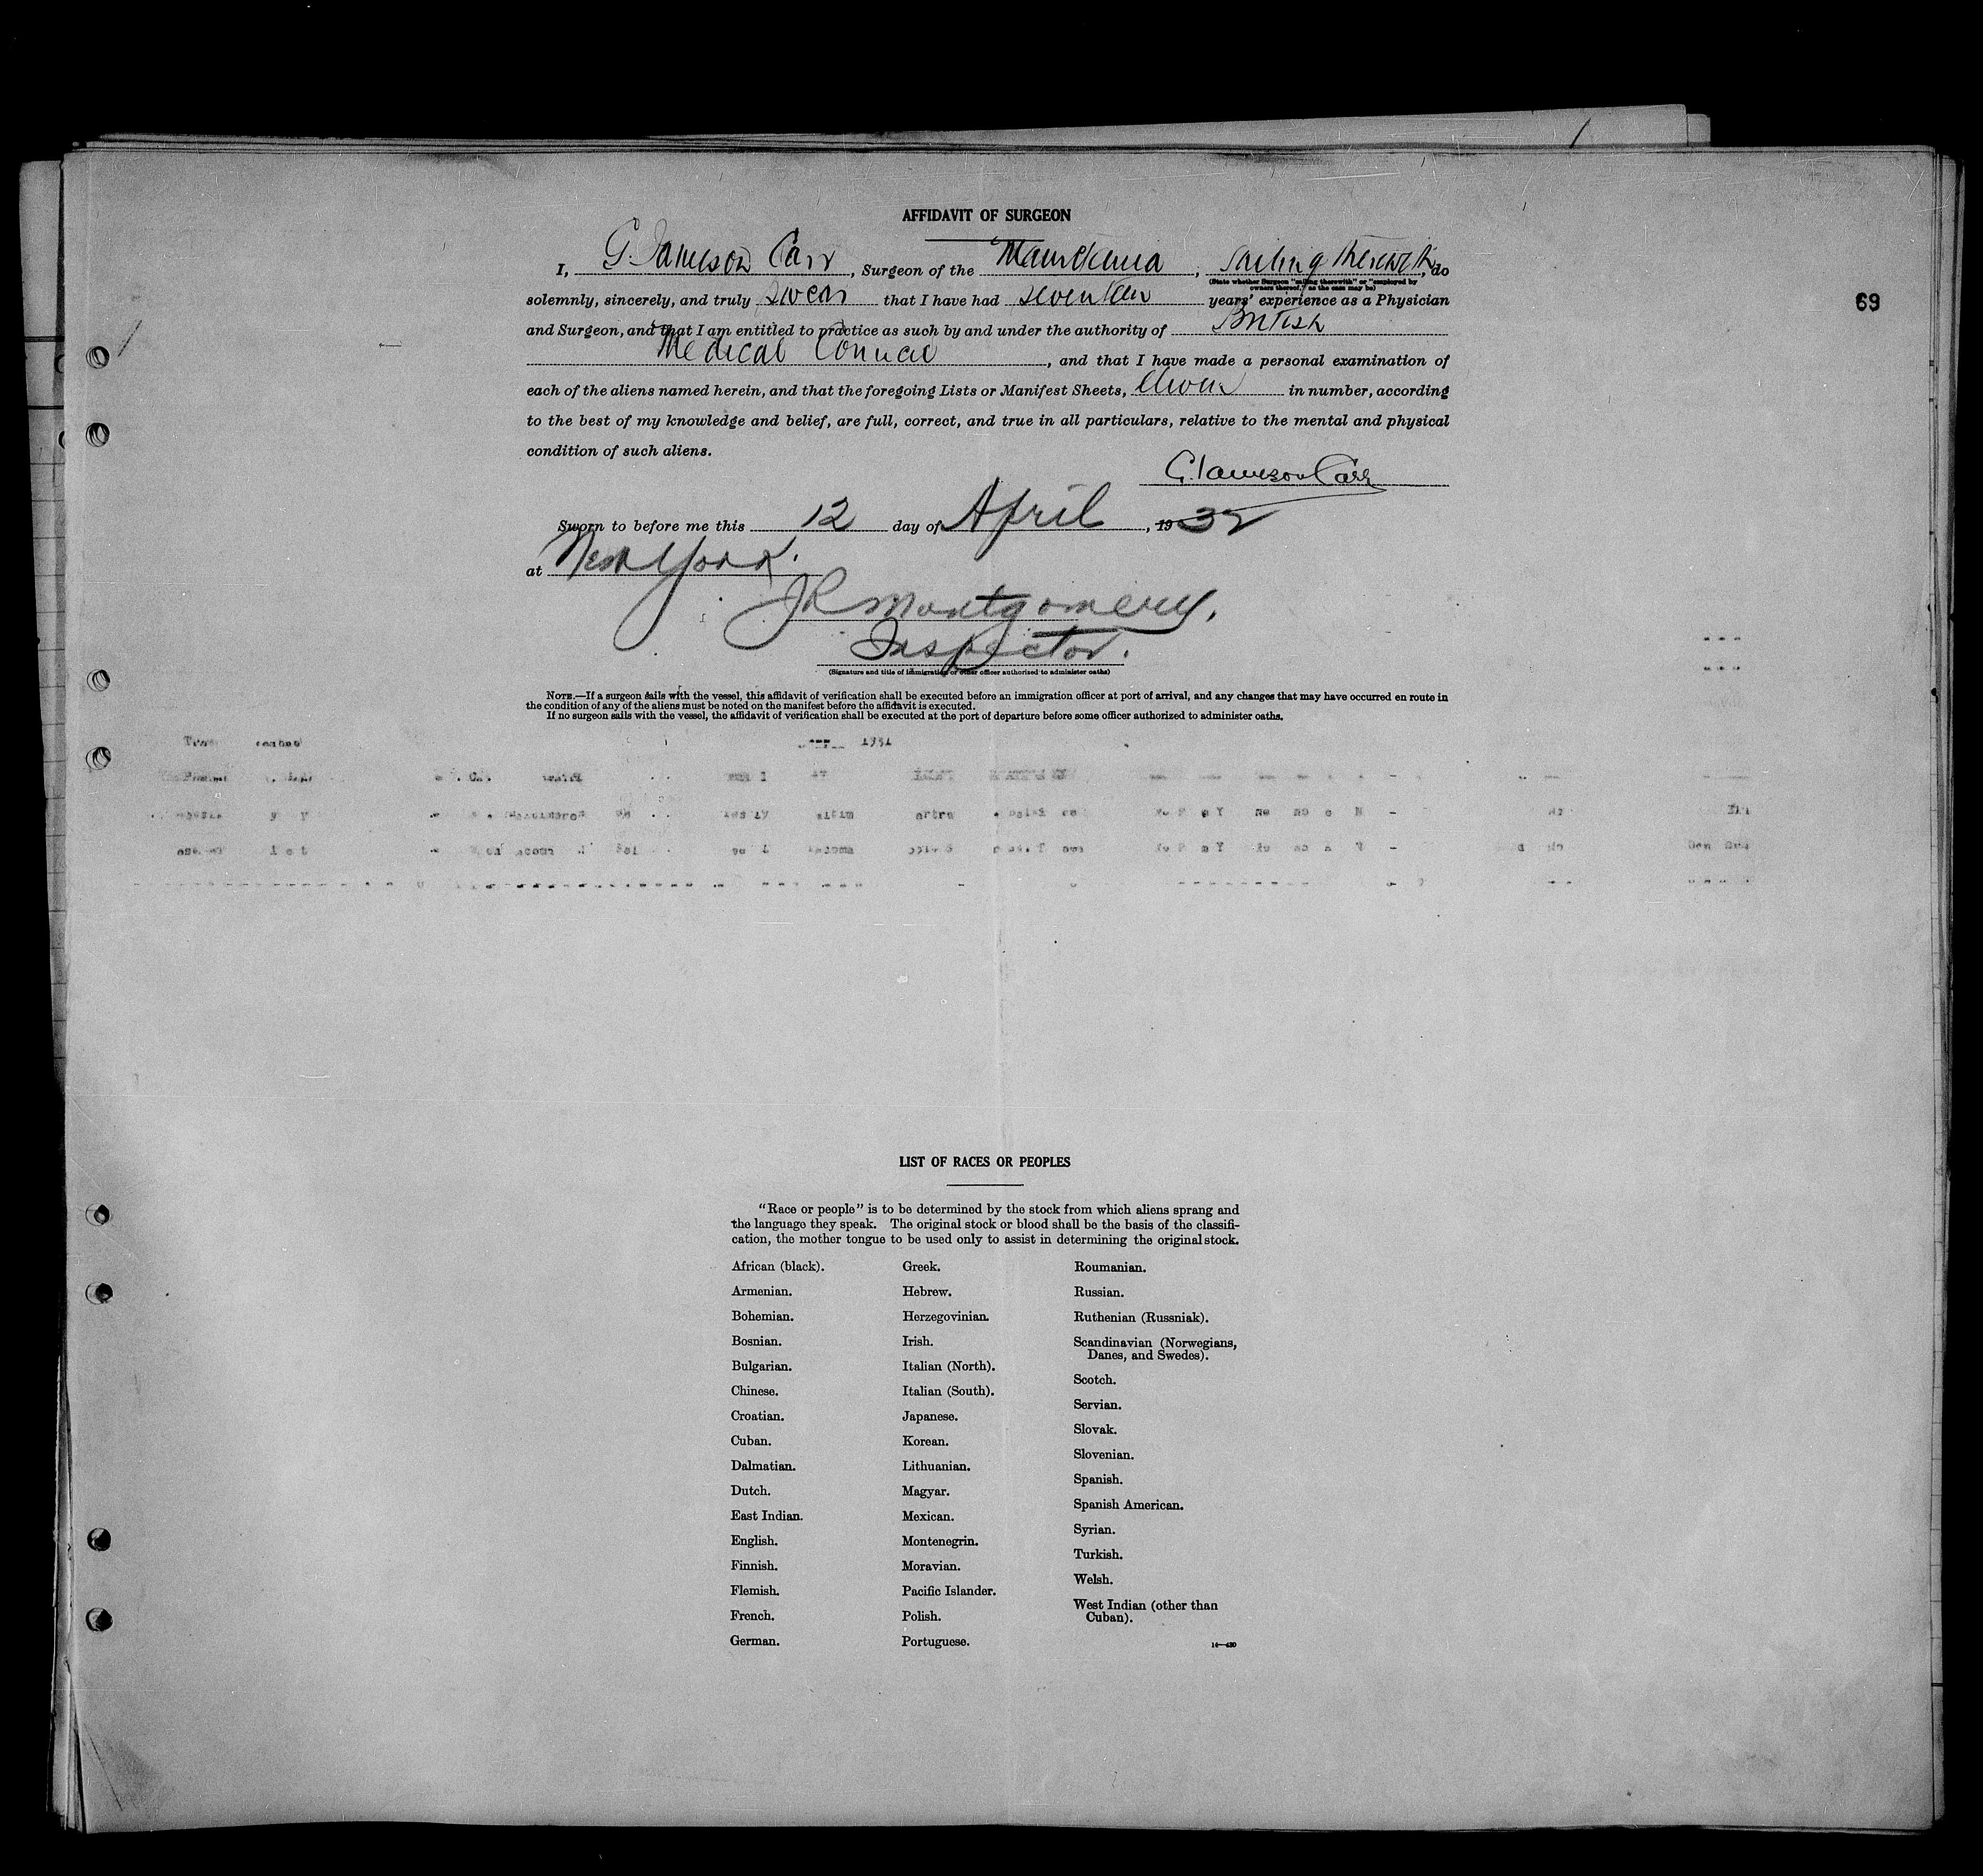 AFFIDAVIT OF SURGEON
I, G. Jameson Carr, Surgeon of the Mauretania, Sailing therewith, do
(State whether Surgeon "sailing therewith" or "employed by
owners thereof," as the case may be)
solemnly, sincerely, and truly swear that I have had seventeen years' experience as a Physician
69
and Surgeon, and that I am entitled to practice as such by and under the authority of British
Medical Council, and that I have made a personal examination of
each of the aliens named herein, and that the foregoing Lists or Manifest Sheets, eleven in number, according
to the best of my knowledge and belief, are full, correct, and true in all particulars, relative to the mental and physical
condition of such aliens.
G. Jameson Carr
Sworn to before me this 12 day of April, 1932
at New York.
JR Montgomery,
Inspector.
(Signature and title of immigration or other officer authorized to administer oaths)
NOTE.—If a surgeon sails with the vessel, this affidavit of verification shall be executed before an immigration officer at port of arrival, and any changes that may have occurred en route in
the condition of any of the aliens must be noted on the manifest before the affidavit is executed.
If no surgeon sails with the vessel, the affidavit of verification shall be executed at the port of departure before some officer authorized to administer oaths.
1931
LIST OF RACES OR PEOPLES
"Race or people" is to be determined by the stock from which aliens sprang and
the language they speak. The original stock or blood shall be the basis of the classifi-
cation, the mother tongue to be used only to assist in determining the original stock.
African (black).
Armenian.
Bohemian.
Bosnian.
Bulgarian.
Chinese.
Croatian.
Cuban.
Dalmatian.
Dutch.
East Indian.
English.
Finnish.
Flemish.
French.
German.
Greek.
Hebrew.
Herzegovinian.
Irish.
Italian (North).
Italian (South).
Japanese.
Korean.
Lithuanian.
Magyar.
Mexican.
Montenegrin.
Moravian.
Pacific Islander.
Polish.
Portuguese.
Roumanian.
Russian.
Ruthenian (Russniak).
Scandinavian (Norwegians,
Danes, and Swedes).
Scotch.
Servian.
Slovak.
Slovenian.
Spanish.
Spanish American.
Syrian.
Turkish.
Welsh.
West Indian (other than
Cuban).
14—430